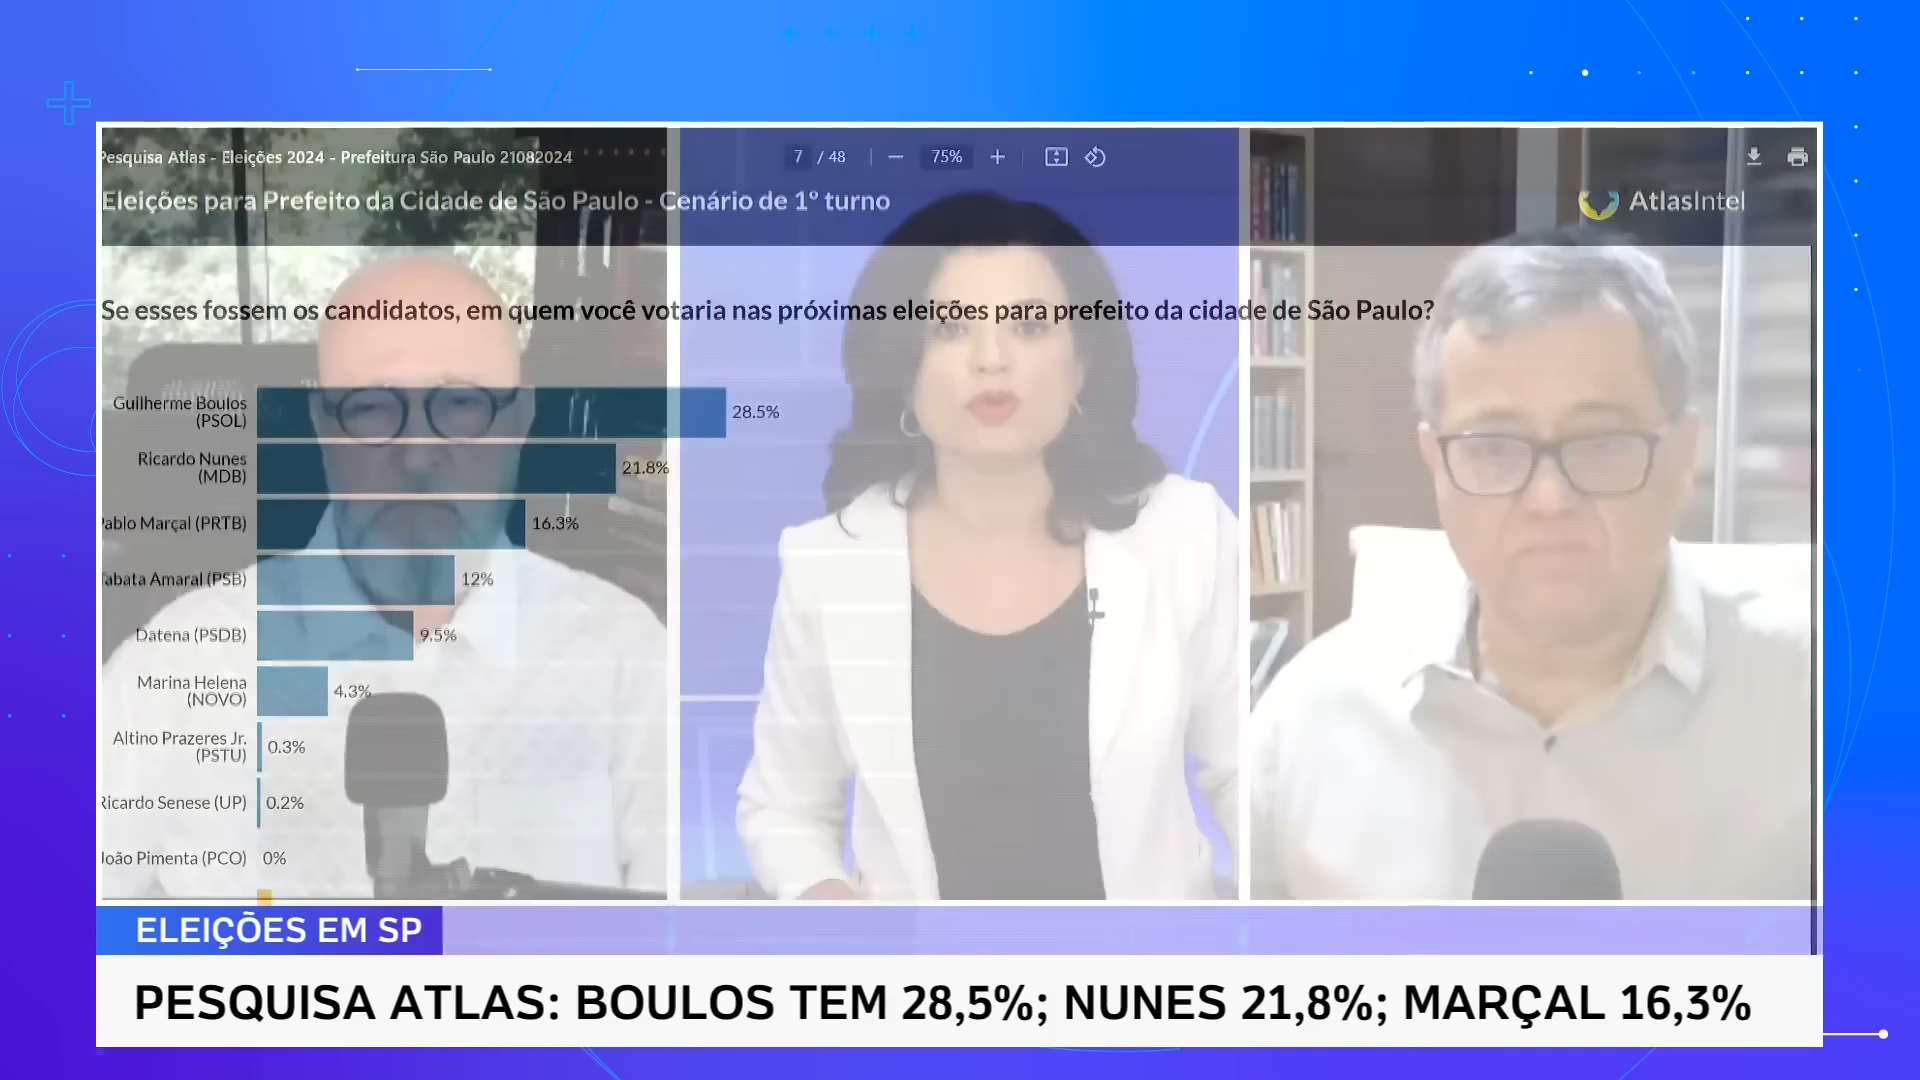 Pesquisa Atlas - Eleições 2024 - Prefeitura São Paulo 21082024
7 / 48
75%
Eleições para Prefeito da Cidade de São Paulo - Cenário de 1º turno
AtlasIntel
Se esses fossem os candidatos, em quem você votaria nas próximas eleições para prefeito da cidade de São Paulo?
Guilherme Boulos
(PSOL)
28.5%
Ricardo Nunes
(MDB)
21.8%
Pablo Marçal (PRTB)
16.3%
Tabata Amaral (PSB)
12%
Datena (PSDB)
9.5%
Marina Helena
(NOVO)
4.3%
Altino Prazeres Jr.
(PSTU)
0.3%
Ricardo Senese (UP)
0.2%
João Pimenta (PCO)
0%
ELEIÇÕES EM SP
PESQUISA ATLAS: BOULOS TEM 28,5%; NUNES 21,8%; MARÇAL 16,3%